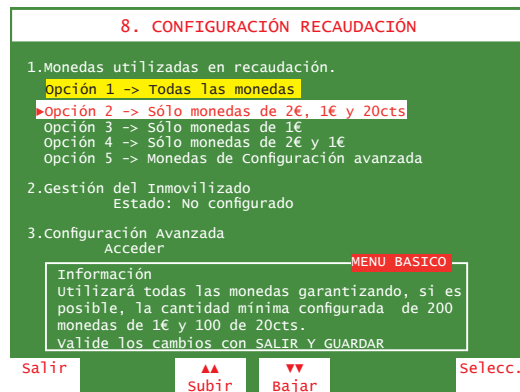 8. CONFIGURACIÓN RECAUDACIÓN
1.Monedas utilizadas en recaudación.
Opción 1 -> Todas las monedas
▶Opción 2 -> Sólo monedas de 2€, 1€ y 20cts
Opción 3 -> Sólo monedas de 1€
Opción 4 -> Sólo monedas de 2€ y 1€
Opción 5 -> Monedas de Configuración avanzada
2.Gestión del Inmovilizado
Estado: No configurado
3.Configuración Avanzada
Acceder
MENU BASICO
Información
Utilizará todas las monedas garantizando, si es
posible, la cantidad mínima configurada de 200
monedas de 1€ y 100 de 20cts.
Valide los cambios con SALIR Y GUARDAR
Salir ▲▲ ▼▼ Selecc.
Subir Bajar